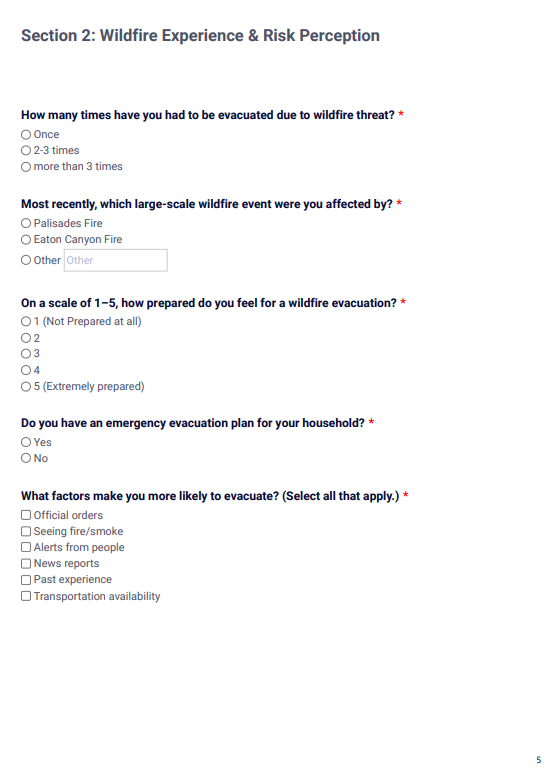 Section 2: Wildfire Experience & Risk Perception
How many times have you had to be evacuated due to wildfire threat? *
Once
2-3 times
more than 3 times
Most recently, which large-scale wildfire event were you affected by? *
Palisades Fire
Eaton Canyon Fire
Other Other
On a scale of 1–5, how prepared do you feel for a wildfire evacuation? *
1 (Not Prepared at all)
2
3
4
5 (Extremely prepared)
Do you have an emergency evacuation plan for your household? *
Yes
No
What factors make you more likely to evacuate? (Select all that apply.) *
Official orders
Seeing fire/smoke
Alerts from people
News reports
Past experience
Transportation availability
5